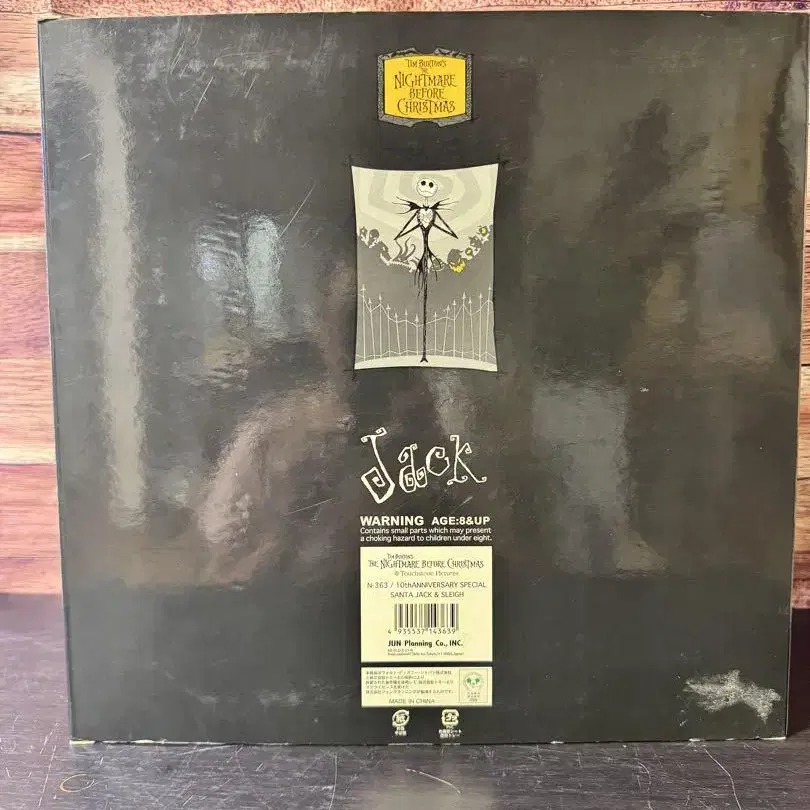 TIM BURTON'S
THE
NIGHTMARE
BEFORE
CHRISTMAS
Jack
WARNING AGE:8&UP
Contains small parts which may present
a choking hazard to children under eight.
TIM BURTON'S
THE NIGHTMARE BEFORE CHRISTMAS
© Touchstone Pictures
N-363 / 10thANNIVERSARY SPECIAL
SANTA JACK & SLEIGH
4 935537 143639
JUN Planning Co., INC.
MADE IN CHINA